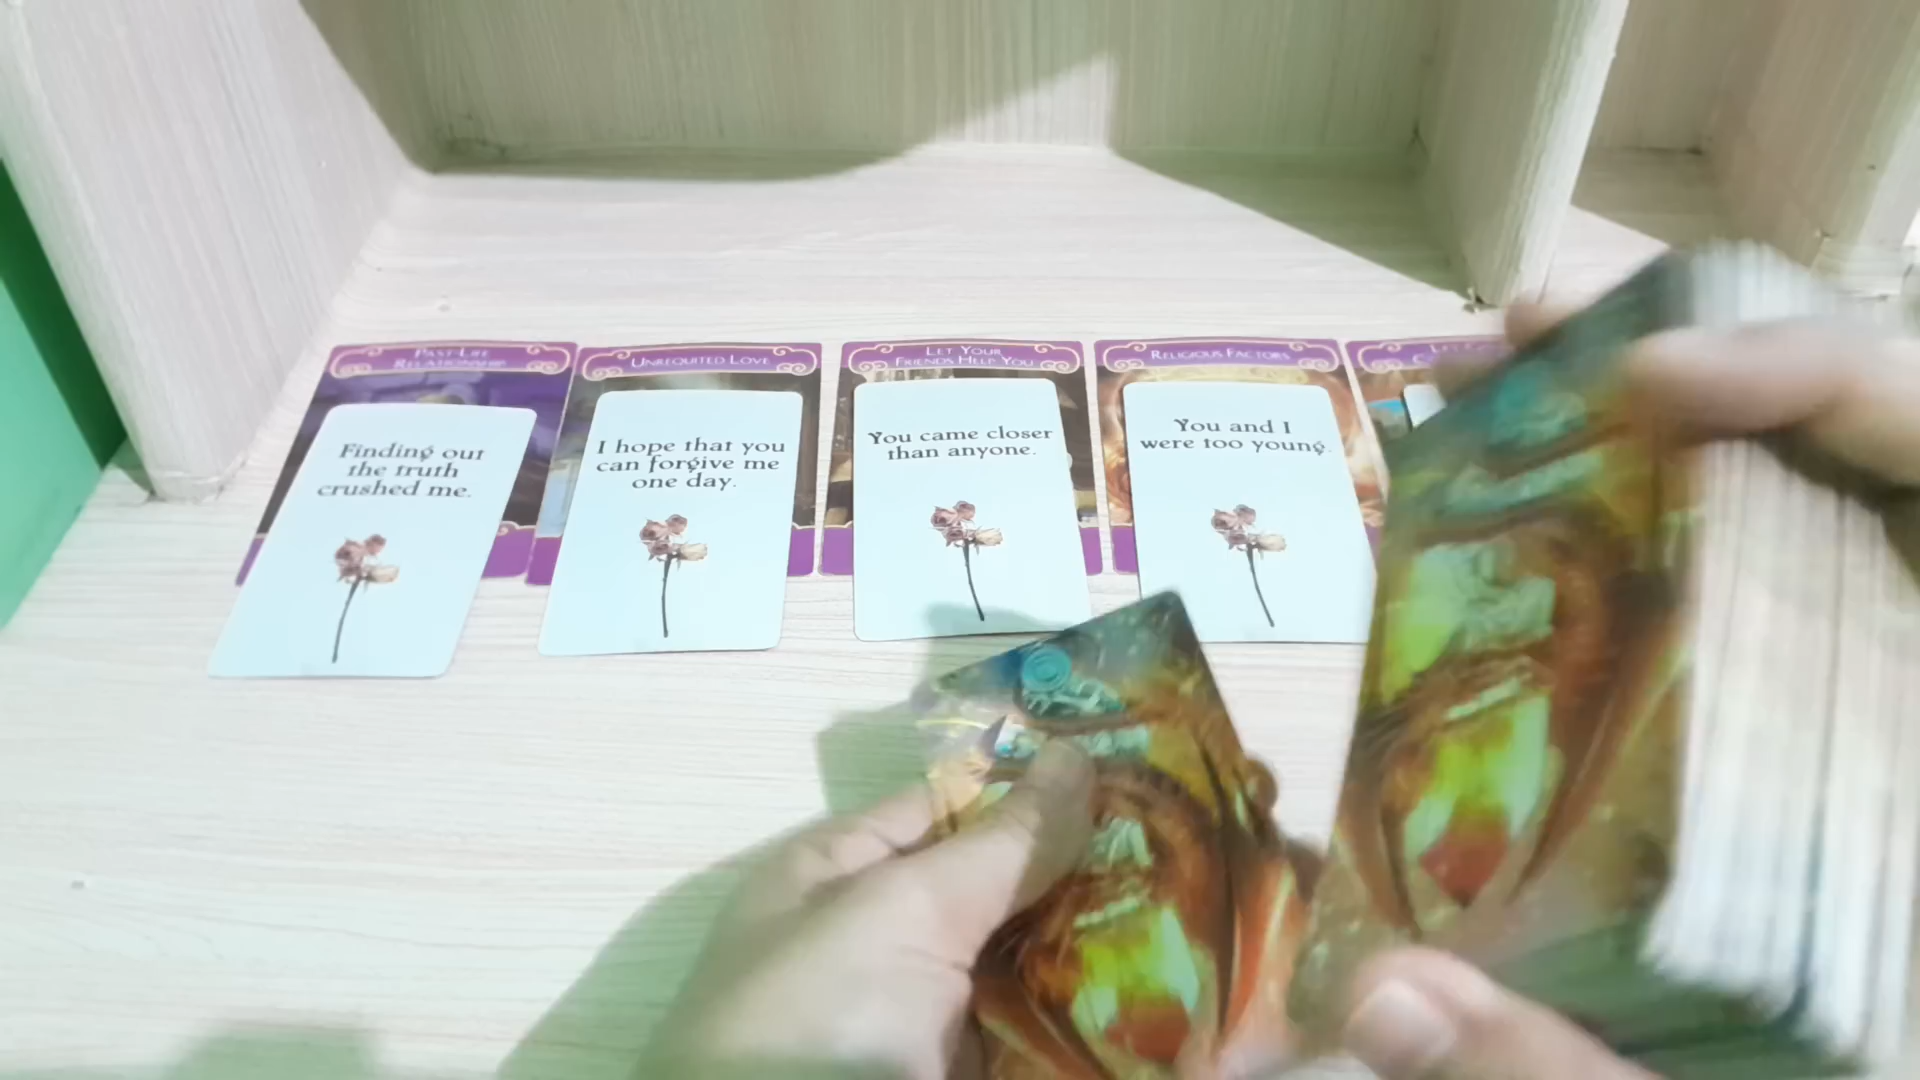 PAST-LIFE
RELATIONSHIP
UNREQUITED LOVE
LET YOUR
FRIENDS HELP YOU
RELIGIOUS FACTORS
Finding out
the truth
crushed me.
I hope that you
can forgive me
one day.
You came closer
than anyone.
You and I
were too young.